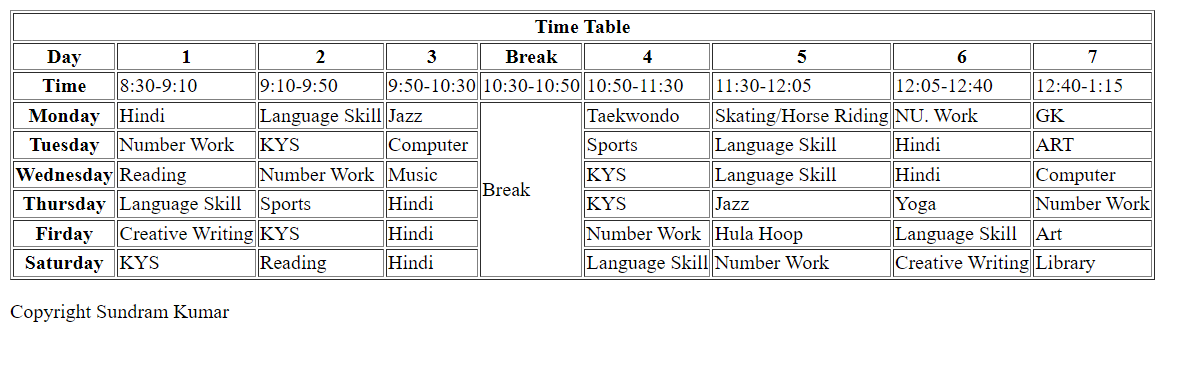 Time Table
Day 1 2 3 Break 4 5 6 7
Time 8:30-9:10 9:10-9:50 9:50-10:30 10:30-10:50 10:50-11:30 11:30-12:05 12:05-12:40 12:40-1:15
Monday Hindi Language Skill Jazz Taekwondo Skating/Horse Riding NU. Work GK
Tuesday Number Work KYS Computer Sports Language Skill Hindi ART
Wednesday Reading Number Work Music KYS Language Skill Hindi Computer
Break
Thursday Language Skill Sports Hindi KYS Jazz Yoga Number Work
Firday Creative Writing KYS Hindi Number Work Hula Hoop Language Skill Art
Saturday KYS Reading Hindi Language Skill Number Work Creative Writing Library
Copyright Sundram Kumar